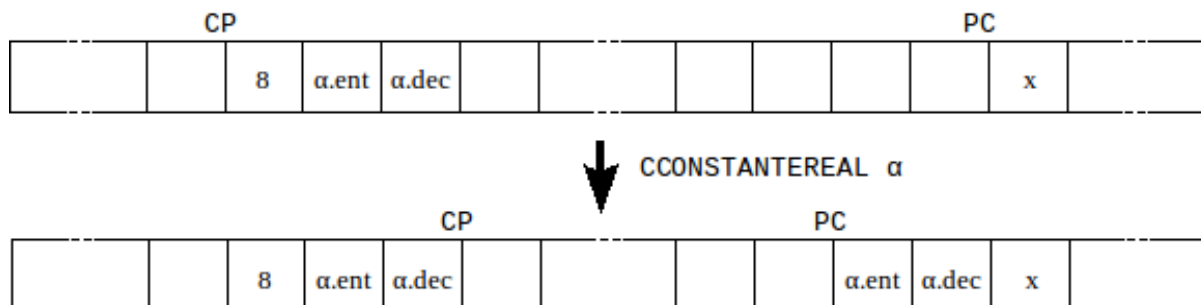 CP PC
8 α.ent α.dec x
CCONSTANTEREAL α
CP PC
8 α.ent α.dec α.ent α.dec x